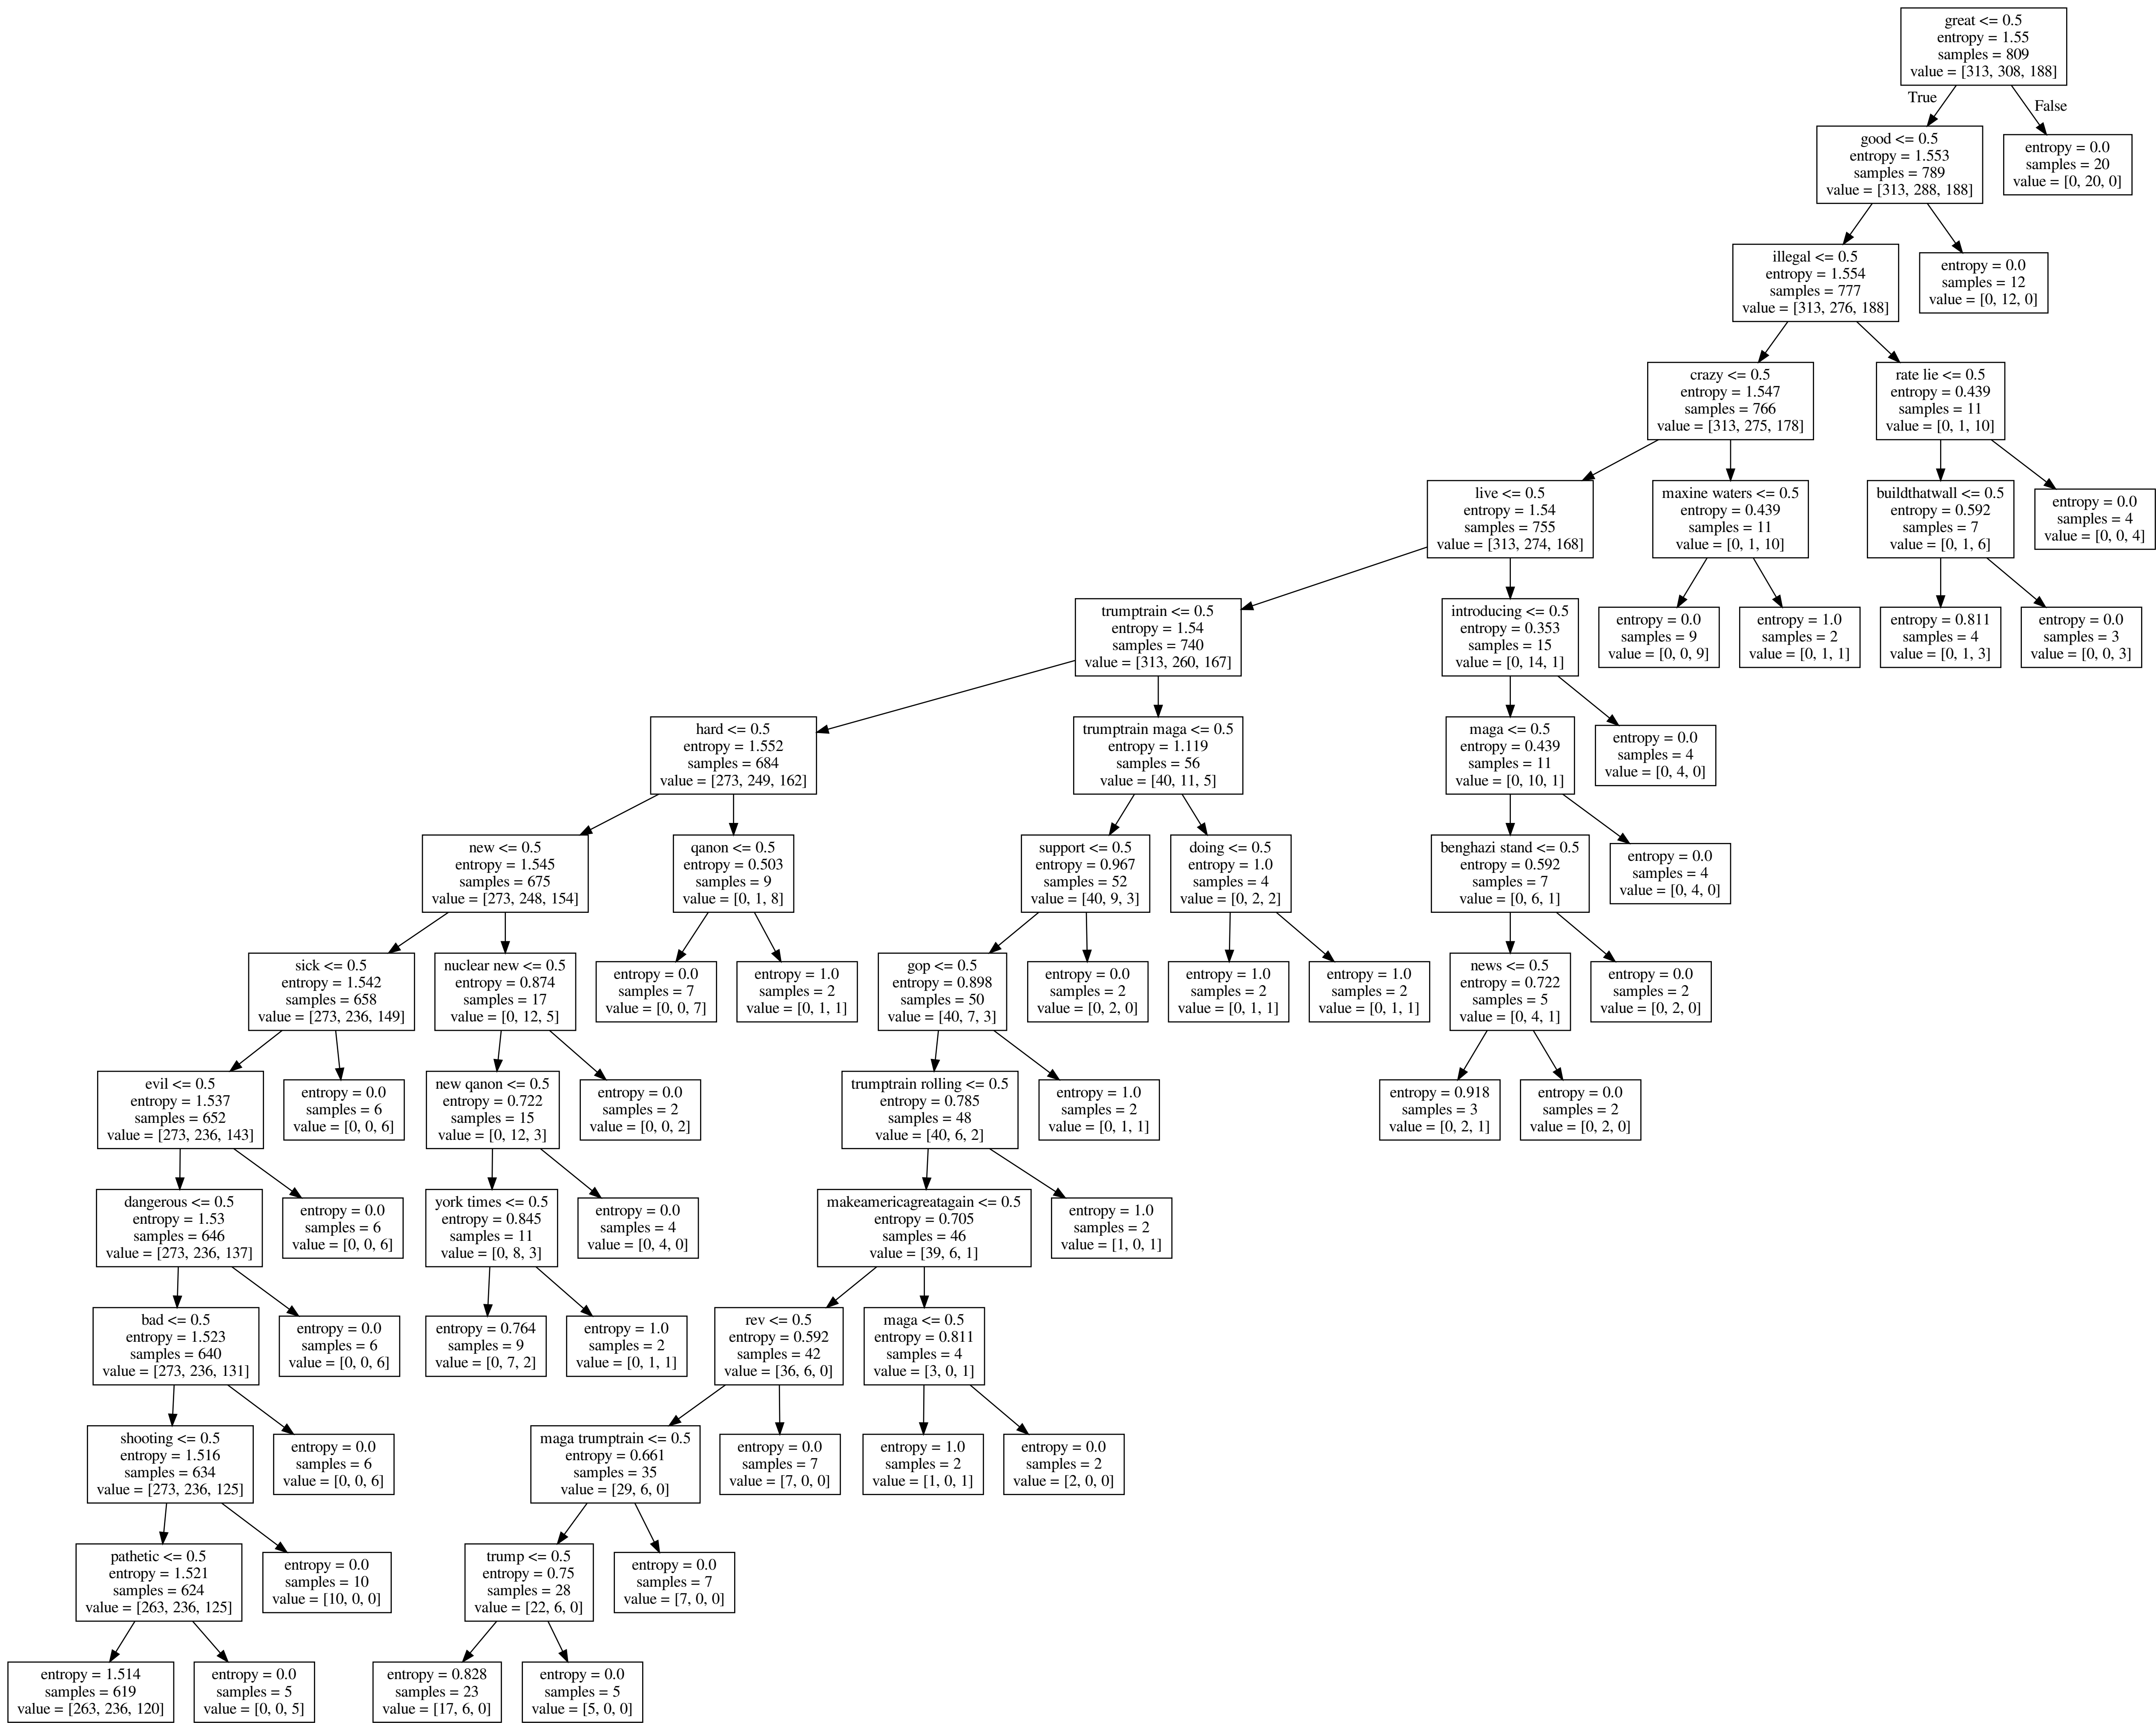 great <= 0.5
entropy = 1.55
samples = 809
value = [313, 308, 188]
True
False
good <= 0.5
entropy = 1.553
samples = 789
value = [313, 288, 188]
entropy = 0.0
samples = 20
value = [0, 20, 0]
illegal <= 0.5
entropy = 1.554
samples = 777
value = [313, 276, 188]
entropy = 0.0
samples = 12
value = [0, 12, 0]
crazy <= 0.5
entropy = 1.547
samples = 766
value = [313, 275, 178]
rate lie <= 0.5
entropy = 0.439
samples = 11
value = [0, 1, 10]
live <= 0.5
entropy = 1.54
samples = 755
value = [313, 274, 168]
maxine waters <= 0.5
entropy = 0.439
samples = 11
value = [0, 1, 10]
buildthatwall <= 0.5
entropy = 0.592
samples = 7
value = [0, 1, 6]
entropy = 0.0
samples = 4
value = [0, 0, 4]
trumptrain <= 0.5
entropy = 1.54
samples = 740
value = [313, 260, 167]
introducing <= 0.5
entropy = 0.353
samples = 15
value = [0, 14, 1]
entropy = 0.0
samples = 9
value = [0, 0, 9]
entropy = 1.0
samples = 2
value = [0, 1, 1]
entropy = 0.811
samples = 4
value = [0, 1, 3]
entropy = 0.0
samples = 3
value = [0, 0, 3]
hard <= 0.5
entropy = 1.552
samples = 684
value = [273, 249, 162]
trumptrain maga <= 0.5
entropy = 1.119
samples = 56
value = [40, 11, 5]
maga <= 0.5
entropy = 0.439
samples = 11
value = [0, 10, 1]
entropy = 0.0
samples = 4
value = [0, 4, 0]
new <= 0.5
entropy = 1.545
samples = 675
value = [273, 248, 154]
qanon <= 0.5
entropy = 0.503
samples = 9
value = [0, 1, 8]
support <= 0.5
entropy = 0.967
samples = 52
value = [40, 9, 3]
doing <= 0.5
entropy = 1.0
samples = 4
value = [0, 2, 2]
benghazi stand <= 0.5
entropy = 0.592
samples = 7
value = [0, 6, 1]
entropy = 0.0
samples = 4
value = [0, 4, 0]
sick <= 0.5
entropy = 1.542
samples = 658
value = [273, 236, 149]
nuclear new <= 0.5
entropy = 0.874
samples = 17
value = [0, 12, 5]
entropy = 0.0
samples = 7
value = [0, 0, 7]
entropy = 1.0
samples = 2
value = [0, 1, 1]
gop <= 0.5
entropy = 0.898
samples = 50
value = [40, 7, 3]
entropy = 0.0
samples = 2
value = [0, 2, 0]
entropy = 1.0
samples = 2
value = [0, 1, 1]
entropy = 1.0
samples = 2
value = [0, 1, 1]
news <= 0.5
entropy = 0.722
samples = 5
value = [0, 4, 1]
entropy = 0.0
samples = 2
value = [0, 2, 0]
evil <= 0.5
entropy = 1.537
samples = 652
value = [273, 236, 143]
entropy = 0.0
samples = 6
value = [0, 0, 6]
new qanon <= 0.5
entropy = 0.722
samples = 15
value = [0, 12, 3]
entropy = 0.0
samples = 2
value = [0, 0, 2]
trumptrain rolling <= 0.5
entropy = 0.785
samples = 48
value = [40, 6, 2]
entropy = 1.0
samples = 2
value = [0, 1, 1]
entropy = 0.918
samples = 3
value = [0, 2, 1]
entropy = 0.0
samples = 2
value = [0, 2, 0]
dangerous <= 0.5
entropy = 1.53
samples = 646
value = [273, 236, 137]
entropy = 0.0
samples = 6
value = [0, 0, 6]
york times <= 0.5
entropy = 0.845
samples = 11
value = [0, 8, 3]
entropy = 0.0
samples = 4
value = [0, 4, 0]
makeamericagreatagain <= 0.5
entropy = 0.705
samples = 46
value = [39, 6, 1]
entropy = 1.0
samples = 2
value = [1, 0, 1]
bad <= 0.5
entropy = 1.523
samples = 640
value = [273, 236, 131]
entropy = 0.0
samples = 6
value = [0, 0, 6]
entropy = 0.764
samples = 9
value = [0, 7, 2]
entropy = 1.0
samples = 2
value = [0, 1, 1]
rev <= 0.5
entropy = 0.592
samples = 42
value = [36, 6, 0]
maga <= 0.5
entropy = 0.811
samples = 4
value = [3, 0, 1]
shooting <= 0.5
entropy = 1.516
samples = 634
value = [273, 236, 125]
entropy = 0.0
samples = 6
value = [0, 0, 6]
maga trumptrain <= 0.5
entropy = 0.661
samples = 35
value = [29, 6, 0]
entropy = 0.0
samples = 7
value = [7, 0, 0]
entropy = 1.0
samples = 2
value = [1, 0, 1]
entropy = 0.0
samples = 2
value = [2, 0, 0]
pathetic <= 0.5
entropy = 1.521
samples = 624
value = [263, 236, 125]
entropy = 0.0
samples = 10
value = [10, 0, 0]
trump <= 0.5
entropy = 0.75
samples = 28
value = [22, 6, 0]
entropy = 0.0
samples = 7
value = [7, 0, 0]
entropy = 1.514
samples = 619
value = [263, 236, 120]
entropy = 0.0
samples = 5
value = [0, 0, 5]
entropy = 0.828
samples = 23
value = [17, 6, 0]
entropy = 0.0
samples = 5
value = [5, 0, 0]